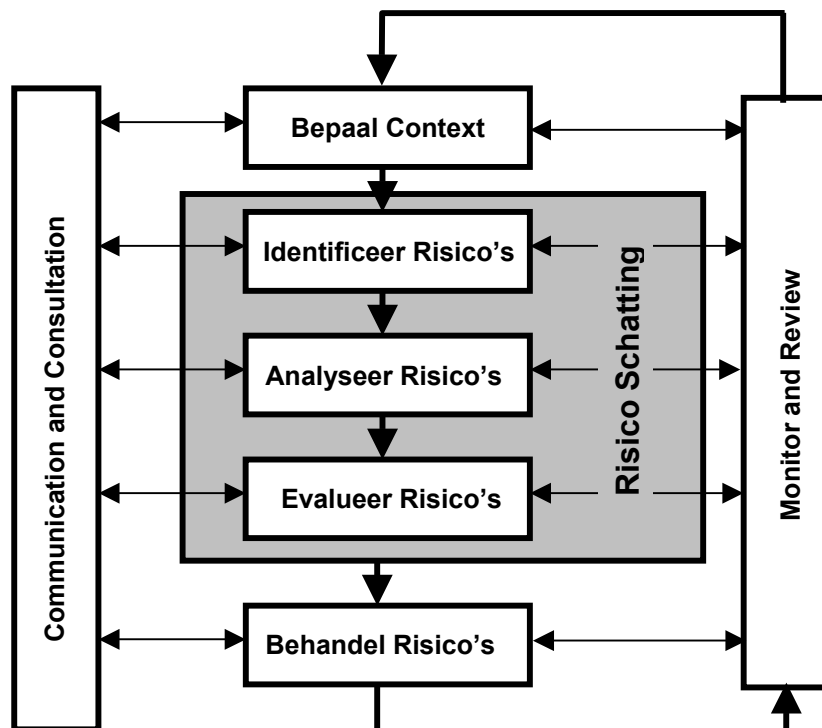 Communication and Consultation
Bepaal Context
Identificeer Risico’s
Analyseer Risico’s
Evalueer Risico’s
Risico Schatting
Behandel Risico’s
Monitor and Review